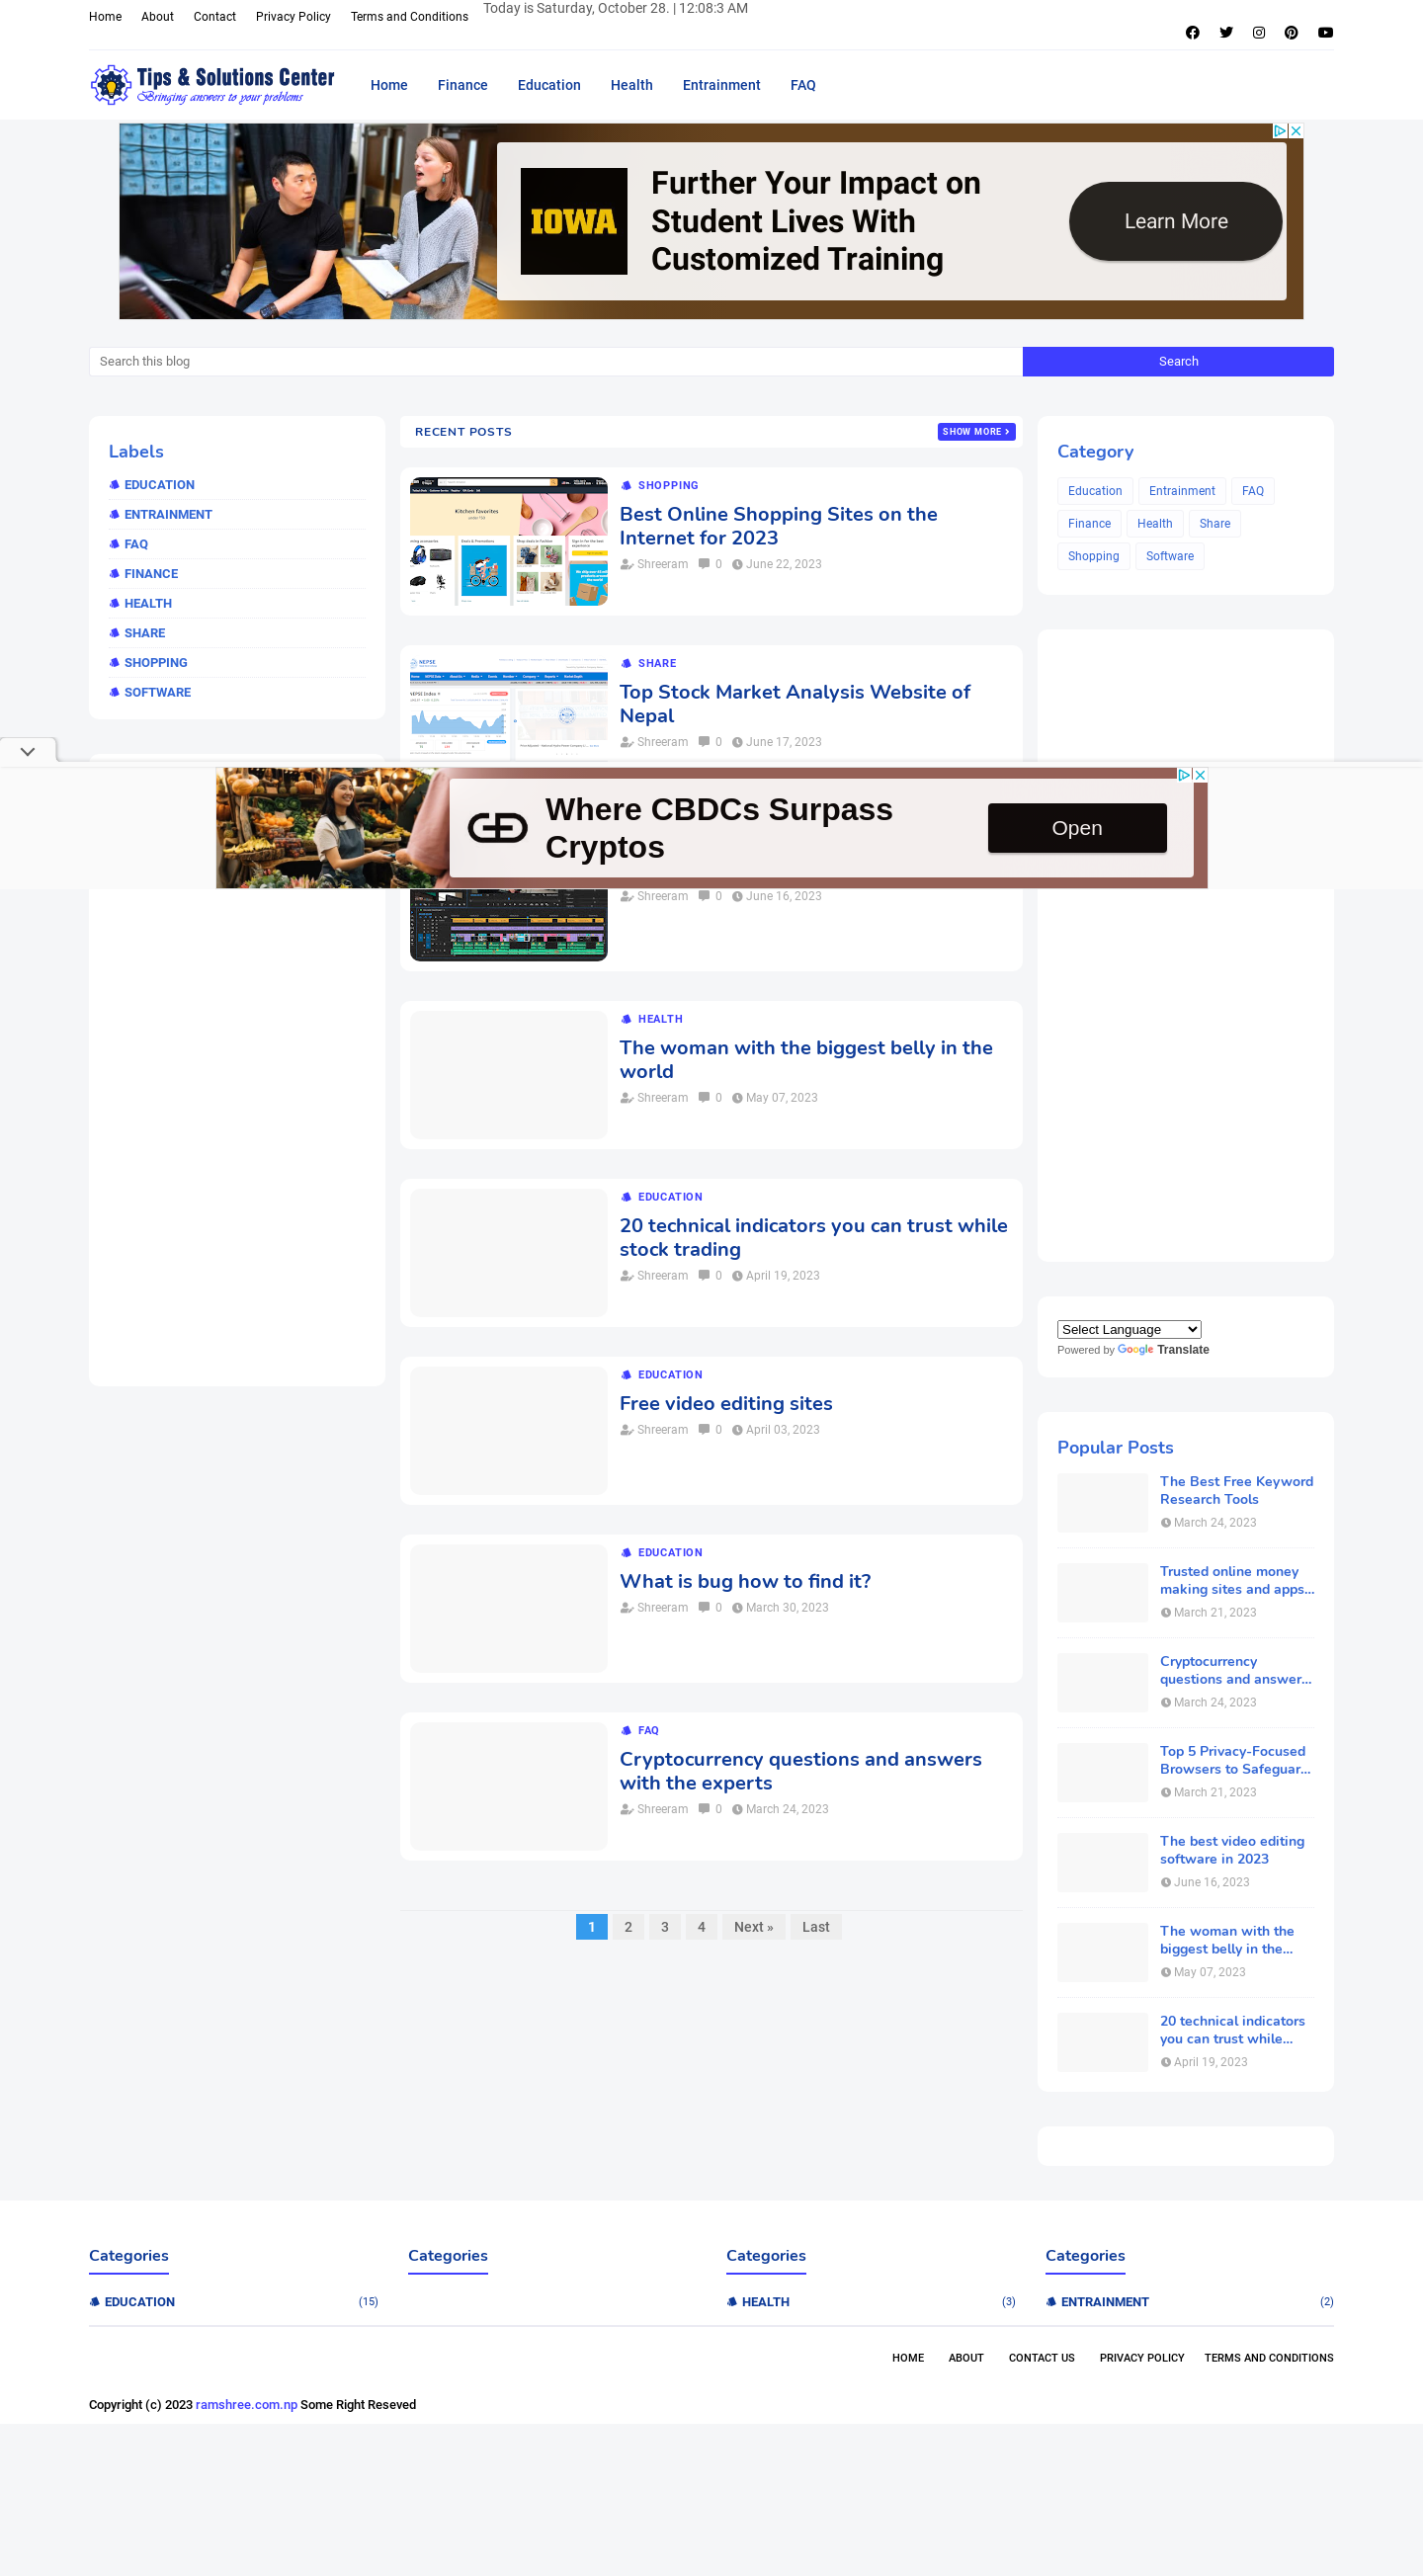 Home About Contact Privacy Policy Terms and Conditions
Today is Saturday, October 28. | 12:08:3 AM
Tips & Solutions Center
Bringing answers to your problems
Home Finance Education Health Entrainment FAQ
IOWA
Further Your Impact on
Student Lives With
Customized Training
Learn More
Search this blog
Search
Labels
EDUCATION
ENTRAINMENT
FAQ
FINANCE
HEALTH
SHARE
SHOPPING
SOFTWARE
RECENT POSTS
SHOW MORE >
Kitchen favorites
SHOPPING
Best Online Shopping Sites on the
Internet for 2023
Shreeram 0 June 22, 2023
NEPSE
SHARE
Top Stock Market Analysis Website of
Nepal
Shreeram 0 June 17, 2023
Where CBDCs Surpass
Cryptos
Open
Shreeram 0 June 16, 2023
HEALTH
The woman with the biggest belly in the
world
Shreeram 0 May 07, 2023
EDUCATION
20 technical indicators you can trust while
stock trading
Shreeram 0 April 19, 2023
EDUCATION
Free video editing sites
Shreeram 0 April 03, 2023
EDUCATION
What is bug how to find it?
Shreeram 0 March 30, 2023
FAQ
Cryptocurrency questions and answers
with the experts
Shreeram 0 March 24, 2023
1 2 3 4 Next » Last
Category
Education Entrainment FAQ
Finance Health Share
Shopping Software
Select Language
Powered by Google Translate
Popular Posts
The Best Free Keyword
Research Tools
March 24, 2023
Trusted online money
making sites and apps...
March 21, 2023
Cryptocurrency
questions and answer...
March 24, 2023
Top 5 Privacy-Focused
Browsers to Safeguar...
March 21, 2023
The best video editing
software in 2023
June 16, 2023
The woman with the
biggest belly in the...
May 07, 2023
20 technical indicators
you can trust while...
April 19, 2023
Categories Categories Categories Categories
EDUCATION (15) HEALTH (3) ENTRAINMENT (2)
HOME ABOUT CONTACT US PRIVACY POLICY TERMS AND CONDITIONS
Copyright (c) 2023 ramshree.com.np Some Right Reseved